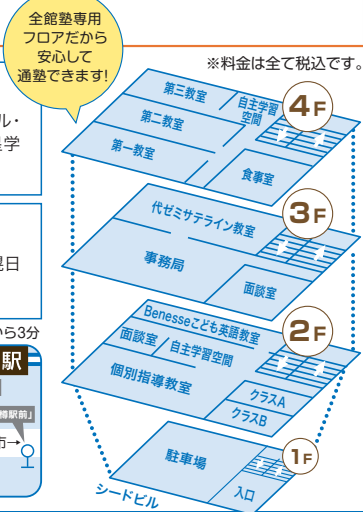 全館塾専用
フロアだから
安心して
通塾できます!
※料金は全て税込です。
ル・
学
日
から3分
駅
駅前」
市→
4F
第三教室
自主学習
空間
第二教室
第一教室
食事室
3F
代ゼミサテライン教室
事務局
面談室
2F
Benesseこども英語教室
面談室
自主学習空間
個別指導教室
クラスA
クラスB
1F
駐車場
入口
シードビル